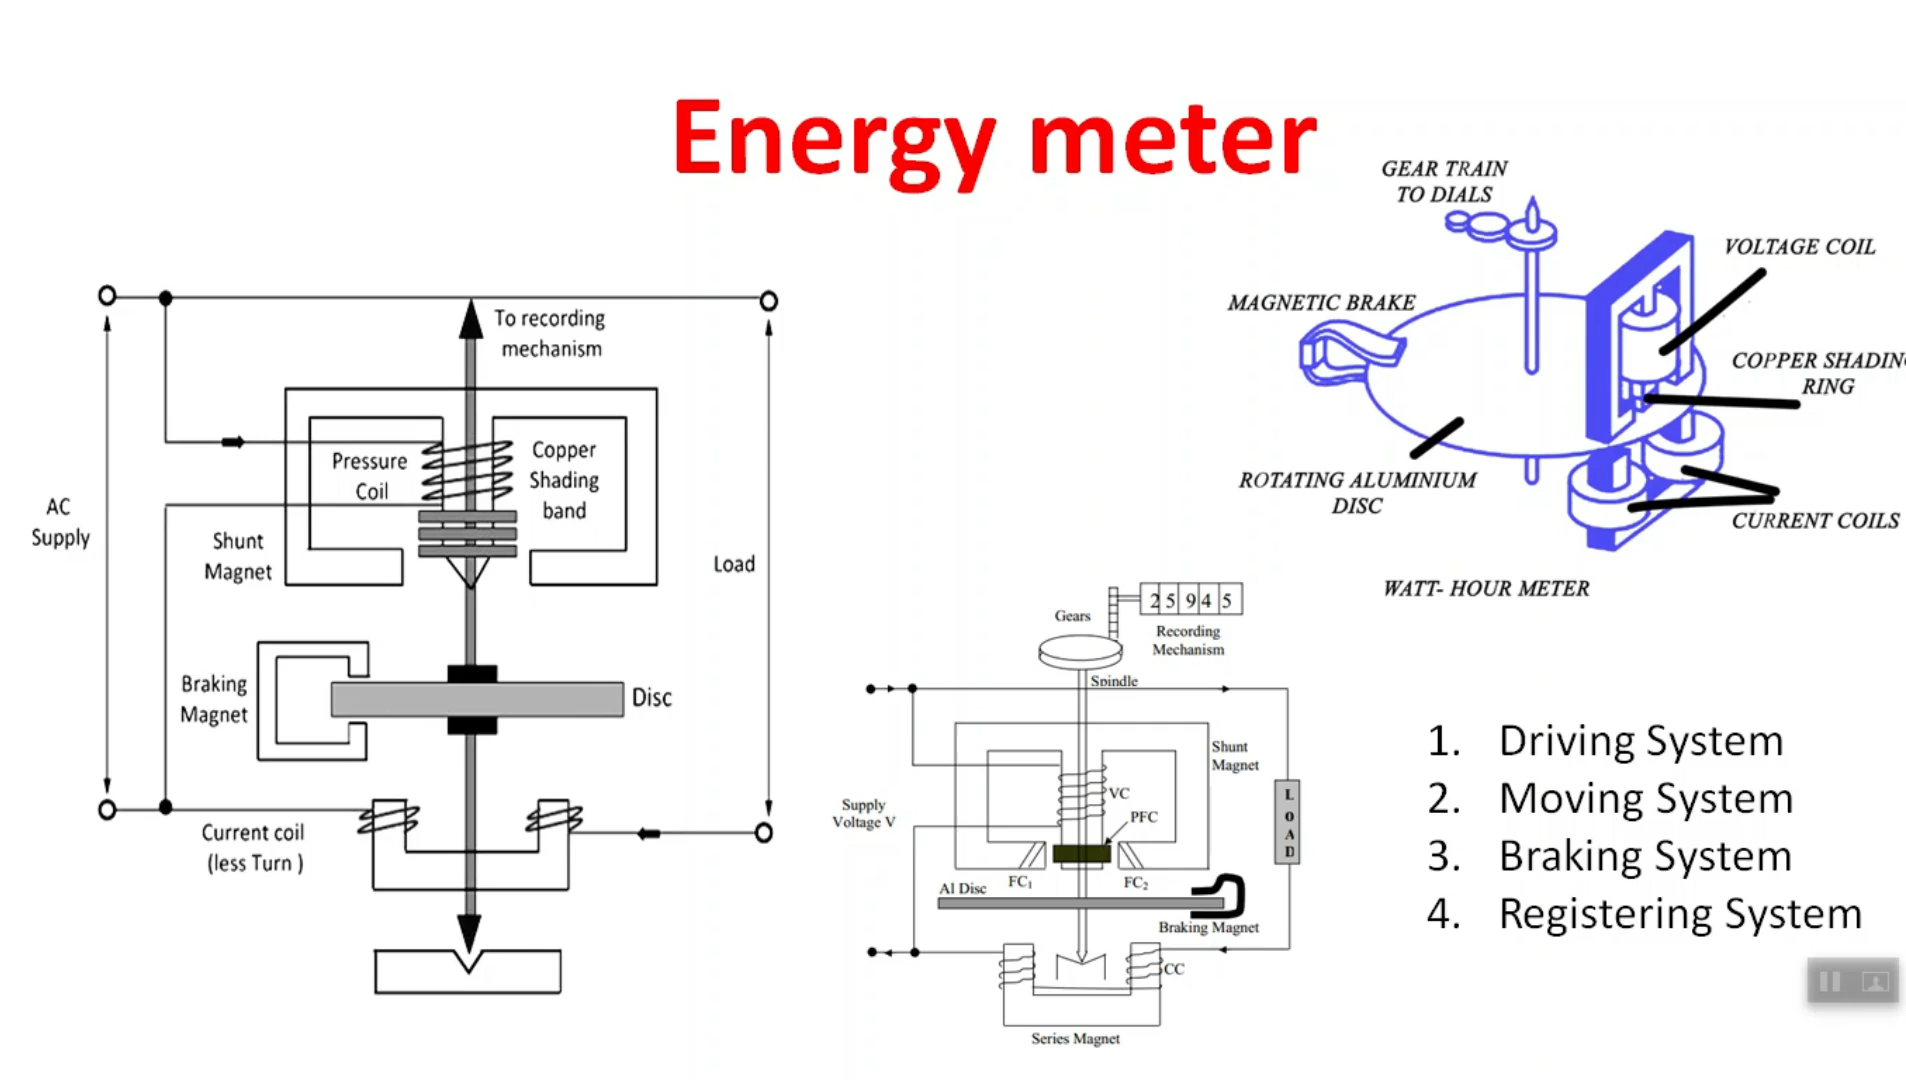 Energy meter
To recording
mechanism
Pressure
Coil
Copper
Shading
band
AC
Supply
Shunt
Magnet
Load
Braking
Magnet
Disc
Current coil
(less Turn )
GEAR TRAIN
TO DIALS
VOLTAGE COIL
MAGNETIC BRAKE
COPPER SHADIN
RING
ROTATING ALUMINIUM
DISC
CURRENT COILS
WATT- HOUR METER
Gears
2 5 9 4 5
Recording
Mechanism
Spindle
Shunt
Magnet
VC
Supply
Voltage V
PFC
L
O
A
D
FC1
FC2
Al Disc
Braking Magnet
CC
Series Magnet
1. Driving System
2. Moving System
3. Braking System
4. Registering System